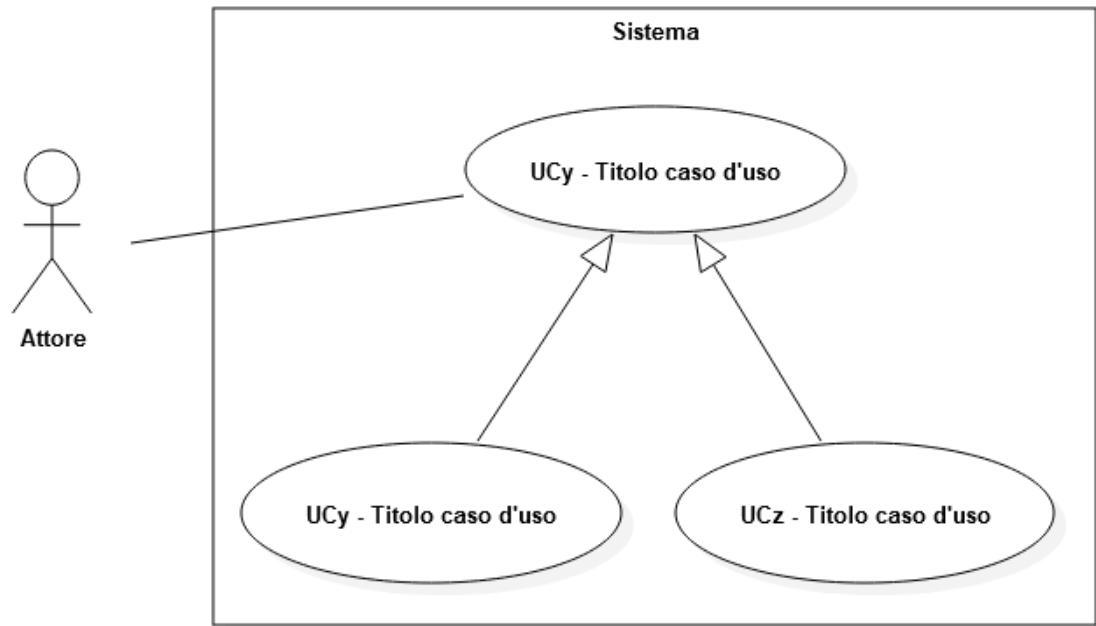 Sistema
UCy - Titolo caso d'uso
Attore
UCy - Titolo caso d'uso
UCz - Titolo caso d'uso